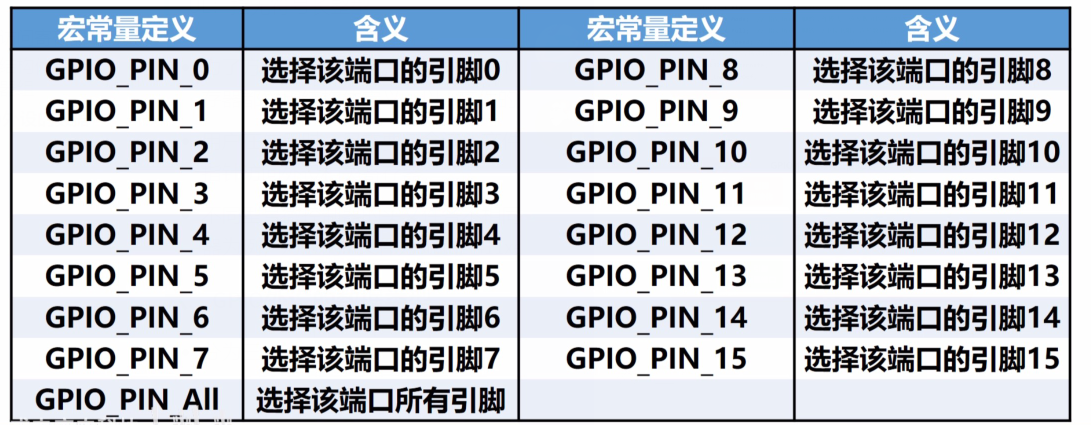 宏常量定义 含义 宏常量定义 含义
GPIO_PIN_0 选择该端口的引脚0 GPIO_PIN_8 选择该端口的引脚8
GPIO_PIN_1 选择该端口的引脚1 GPIO_PIN_9 选择该端口的引脚9
GPIO_PIN_2 选择该端口的引脚2 GPIO_PIN_10 选择该端口的引脚10
GPIO_PIN_3 选择该端口的引脚3 GPIO_PIN_11 选择该端口的引脚11
GPIO_PIN_4 选择该端口的引脚4 GPIO_PIN_12 选择该端口的引脚12
GPIO_PIN_5 选择该端口的引脚5 GPIO_PIN_13 选择该端口的引脚13
GPIO_PIN_6 选择该端口的引脚6 GPIO_PIN_14 选择该端口的引脚14
GPIO_PIN_7 选择该端口的引脚7 GPIO_PIN_15 选择该端口的引脚15
GPIO_PIN_All 选择该端口所有引脚